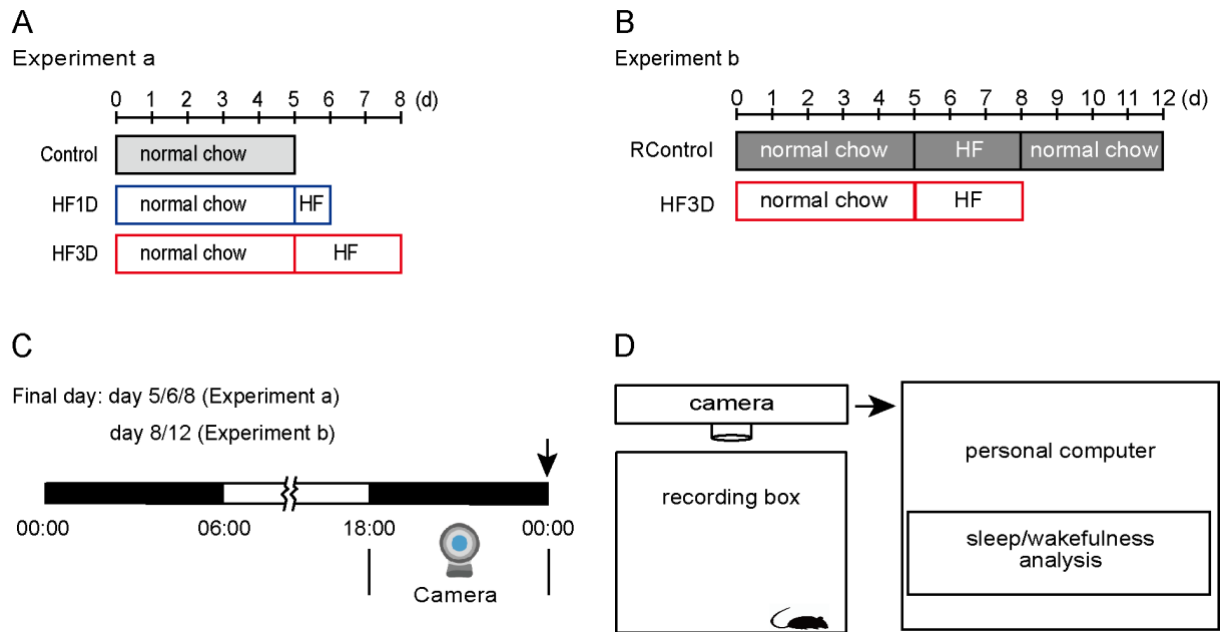 A
Experiment a
0 1 2 3 4 5 6 7 8 (d)
Control normal chow
HF1D normal chow HF
HF3D normal chow HF
B
Experiment b
0 1 2 3 4 5 6 7 8 9 10 11 12 (d)
RControl normal chow HF normal chow
HF3D normal chow HF
C
Final day: day 5/6/8 (Experiment a)
day 8/12 (Experiment b)
00:00 06:00 18:00 00:00
Camera
D
camera
recording box
personal computer
sleep/wakefulness
analysis